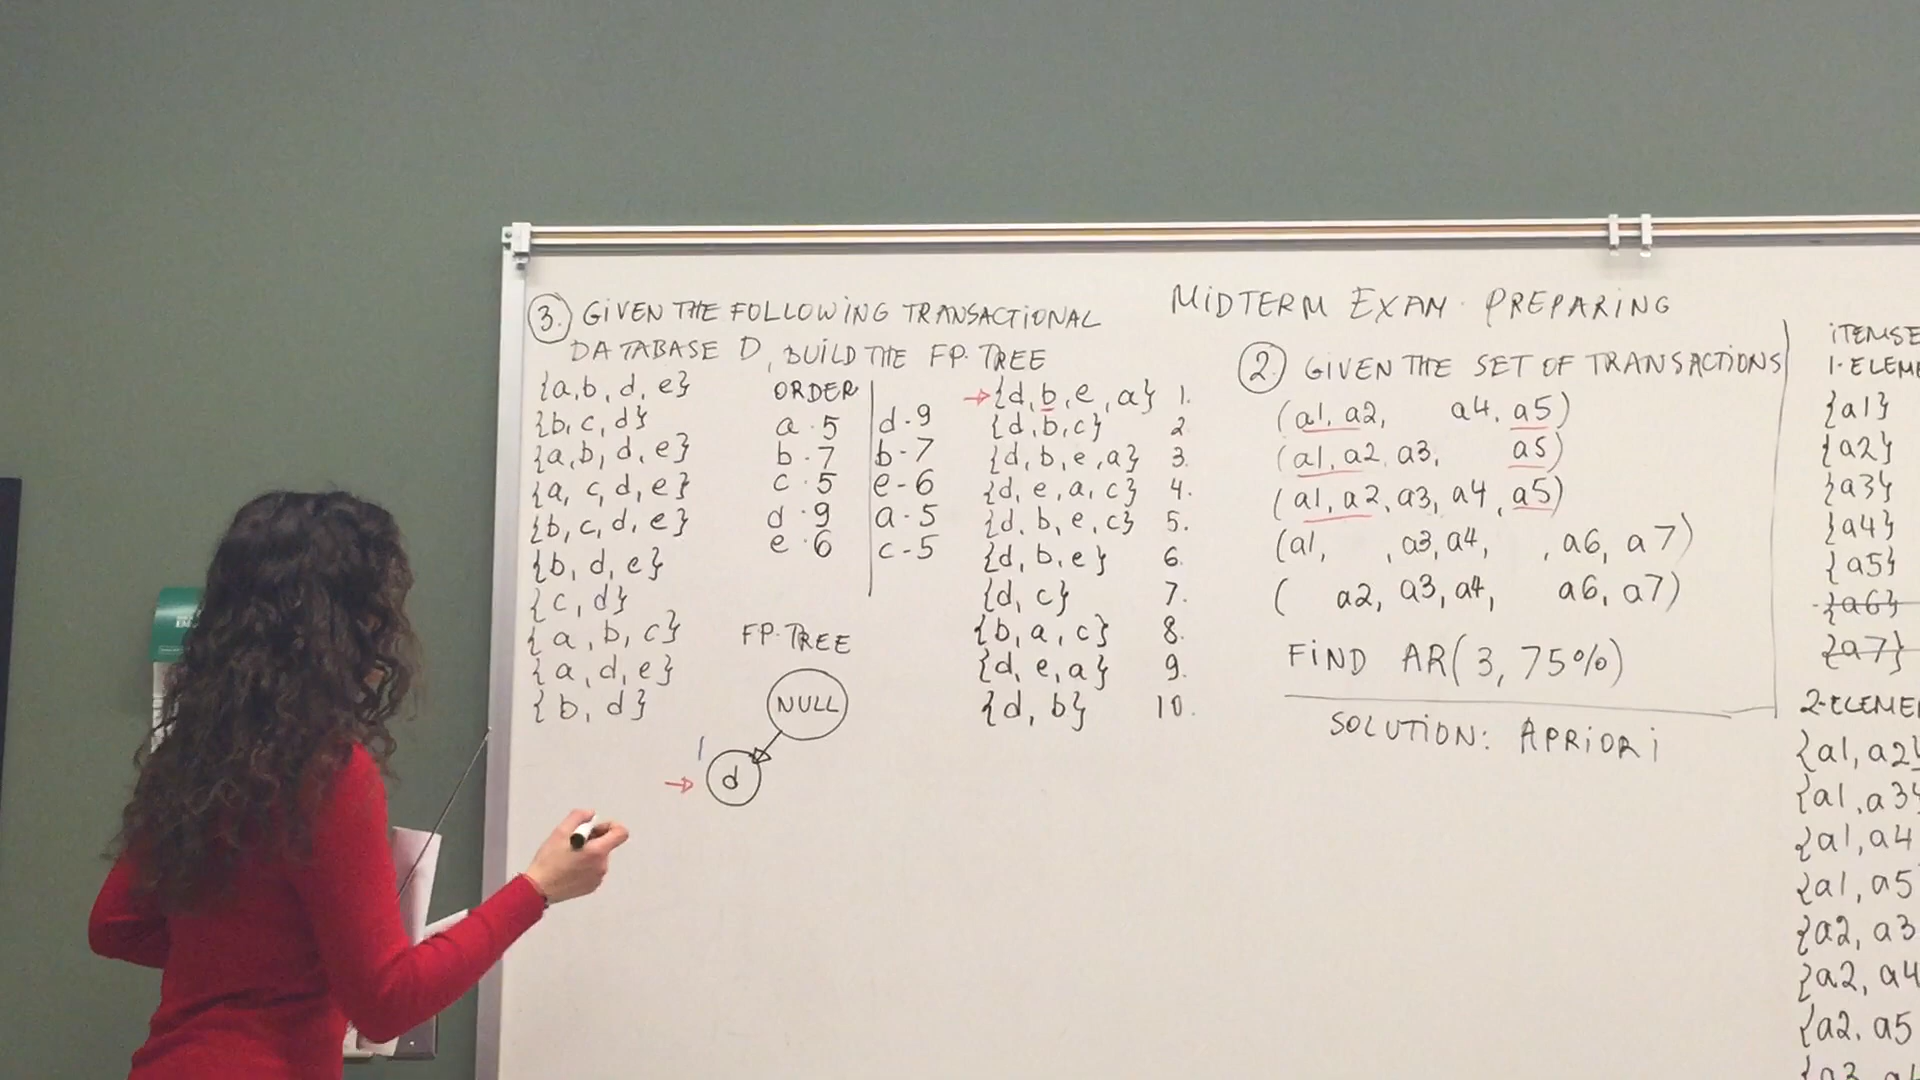 MIDTERM EXAM PREPARING
3. GIVEN THE FOLLOWING TRANSACTIONAL
DATABASE D, BUILD THE FP-TREE
{a,b,d,e}
{b,c,d}
{a,b,d,e}
{a,c,d,e}
{b,c,d,e}
{b,d,e}
{c,d}
{a,b,c}
{a,d,e}
{b,d}
ORDER
a·5
b·7
c·5
d·9
e·6
d·9
b-7
e-6
a·5
c-5
→{d,b,e,a} 1.
{d,b,c} 2
{d,b,e,a} 3.
{d,e,a,c} 4.
{d,b,e,c} 5.
{d,b,e} 6.
{d,c} 7.
{b,a,c} 8.
{d,e,a} 9.
{d,b} 10.
FP-TREE
NULL
1
→ d
2. GIVEN THE SET OF TRANSACTIONS
(a1, a2, a4, a5)
(a1, a2, a3, a5)
(a1, a2, a3, a4, a5)
(a1, , a3, a4, , a6, a7)
( a2, a3, a4, a6, a7)
FIND AR(3, 75%)
SOLUTION: APRIORI
ITEMSE
1-ELEME
{a1}
{a2}
{a3}
{a4}
{a5}
{a6}
{a7}
2-ELEME
{a1, a2}
{a1, a3}
{a1, a4
{a1, a5
{a2, a3
{a2, a4
{a2, a5